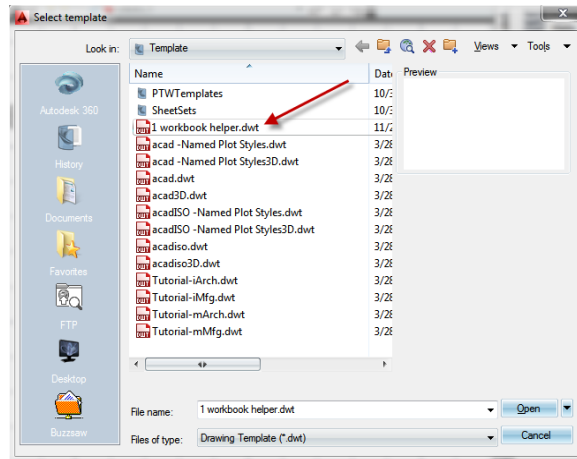 Select template
Look in: Template Views Tools
Name Date Preview
PTWTemplates 10/3
SheetSets 10/3
1 workbook helper.dwt 11/2
acad -Named Plot Styles.dwt 3/28
acad -Named Plot Styles3D.dwt 3/28
acad.dwt 3/28
acad3D.dwt 3/28
acadISO -Named Plot Styles.dwt 3/28
acadISO -Named Plot Styles3D.dwt 3/28
acadiso.dwt 3/28
acadiso3D.dwt 3/28
Tutorial-iArch.dwt 3/28
Tutorial-iMfg.dwt 3/28
Tutorial-mArch.dwt 3/28
Tutorial-mMfg.dwt 3/28
Autodesk 360
History
Documents
Favorites
FTP
Desktop
Buzzsaw
File name: 1 workbook helper.dwt Open
Files of type: Drawing Template (*.dwt) Cancel